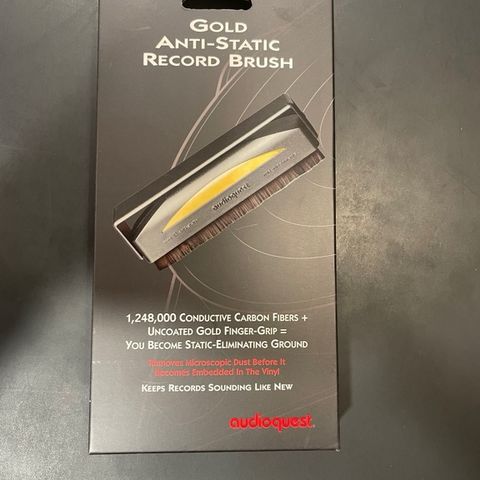 Gold
Anti-Static
Record Brush
audioquest
1,248,000 Conductive Carbon Fibers +
Uncoated Gold Finger-Grip =
You Become Static-Eliminating Ground
Removes Microscopic Dust Before It
Becomes Embedded In The Vinyl
Keeps Records Sounding Like New
audioquest